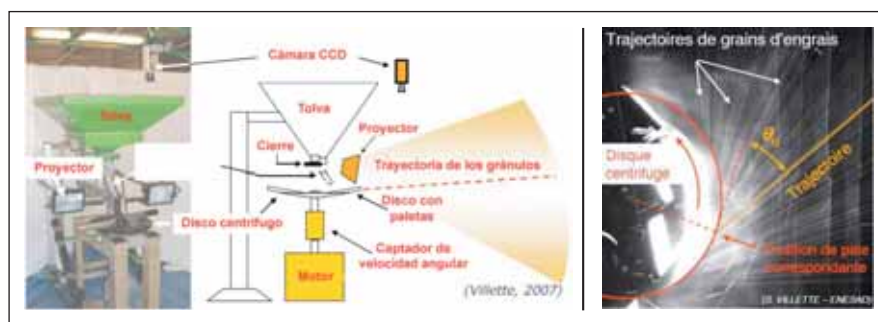 Cámara CCD
Tolva
Proyector
Tolva
Cierre
Proyector
Trayectoria de los gránulos
Disco centrífugo
Disco con
paletas
Captador de
velocidad angular
Motor
(Villette, 2007)
Trajectoires de grains d'engrais
Disque
centrifuge
Trajectoire
Position de pale
correspondante
(S. VILLETTE – ENESAD)